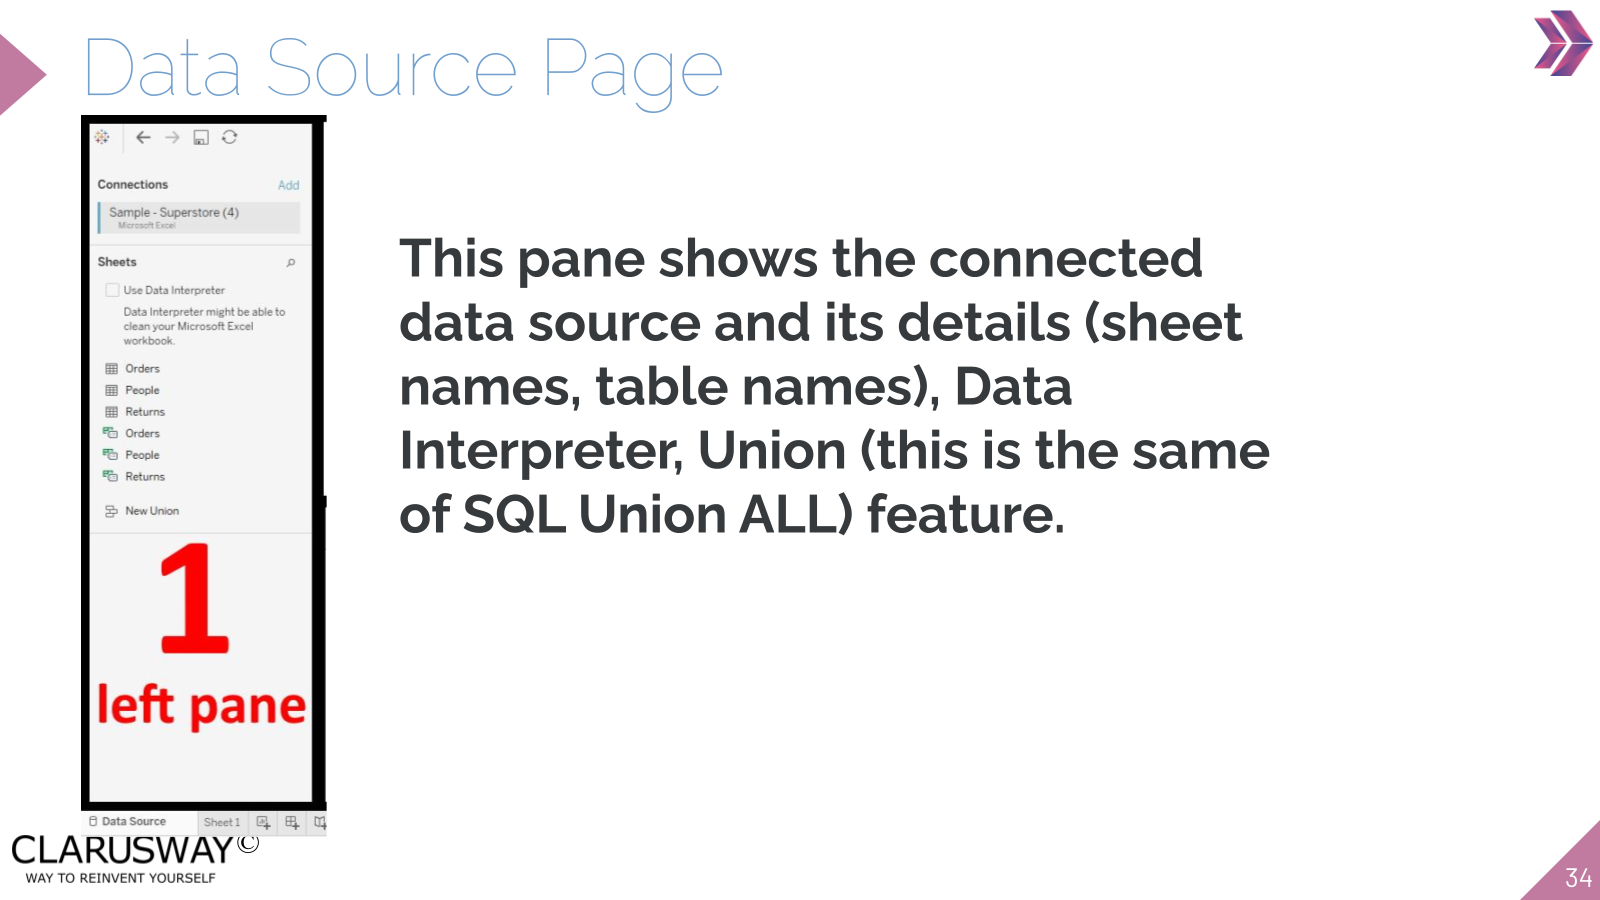 Data Source Page
Connections
Add
Sample - Superstore (4)
Microsoft Excel
Sheets
Use Data Interpreter
Data Interpreter might be able to
clean your Microsoft Excel
workbook.
Orders
People
Returns
Orders
People
Returns
New Union
1
left pane
Data Source
Sheet 1
This pane shows the connected
data source and its details (sheet
names, table names), Data
Interpreter, Union (this is the same
of SQL Union ALL) feature.
CLARUSWAY©
WAY TO REINVENT YOURSELF
34